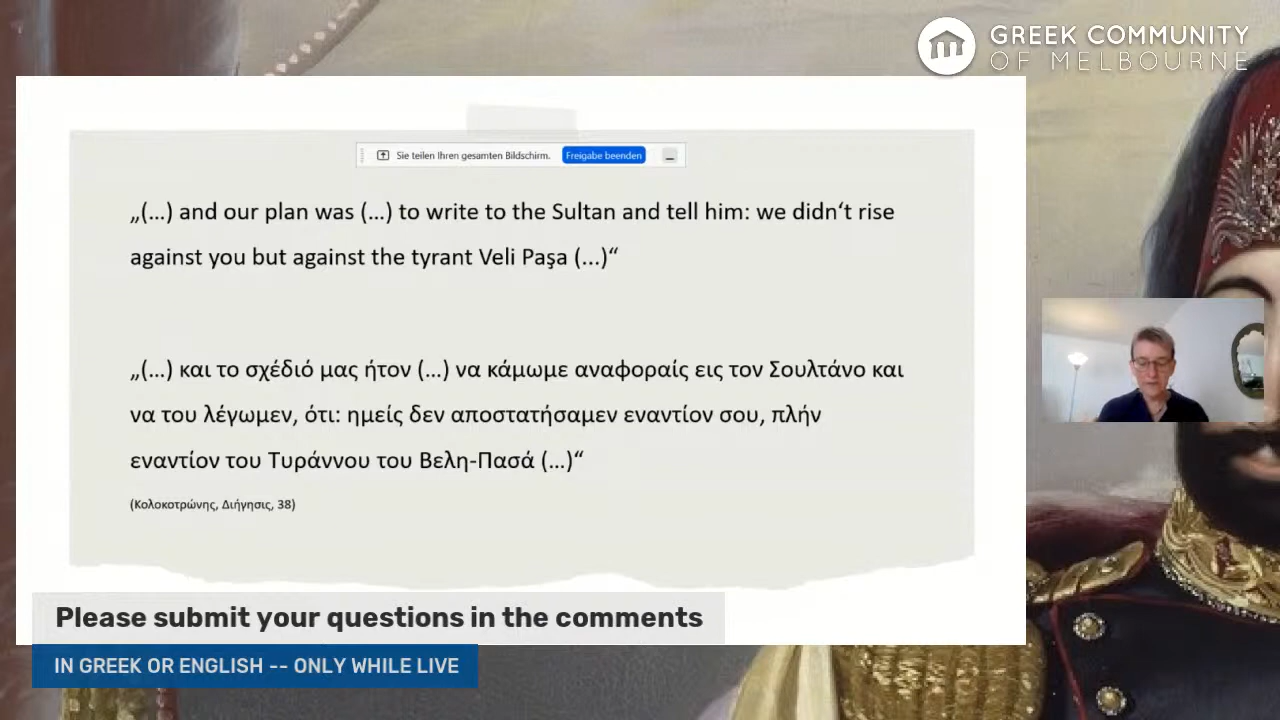 GREEK COMMUNITY
OF MELBOURNE
Sie teilen Ihren gesamten Bildschirm. Freigabe beenden
„(...) and our plan was (...) to write to the Sultan and tell him: we didn‘t rise
against you but against the tyrant Veli Paşa (...)“
„(...) και το σχέδιό μας ήτον (...) να κάμωμε αναφοραίς εις τον Σουλτάνο και
να του λέγωμεν, ότι: ημείς δεν αποστατήσαμεν εναντίον σου, πλήν
εναντίον του Τυράννου του Βελη-Πασά (...)“
(Κολοκοτρώνης, Διήγησις, 38)
Please submit your questions in the comments
IN GREEK OR ENGLISH -- ONLY WHILE LIVE